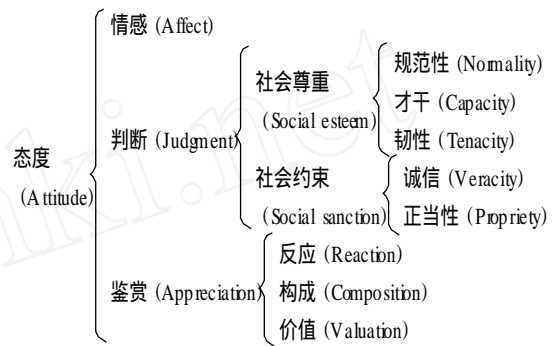 情感 (Affect)
规范性 (Normality)
社会尊重
才干 (Capacity)
(Social esteem)
判断 (Judgment)
韧性 (Tenacity)
态度
社会约束
诚信 (Veracity)
(Attitude)
(Social sanction)
正当性 (Propriety)
反应 (Reaction)
鉴赏 (Appreciation)
构成 (Composition)
价值 (Valuation)
nki.net